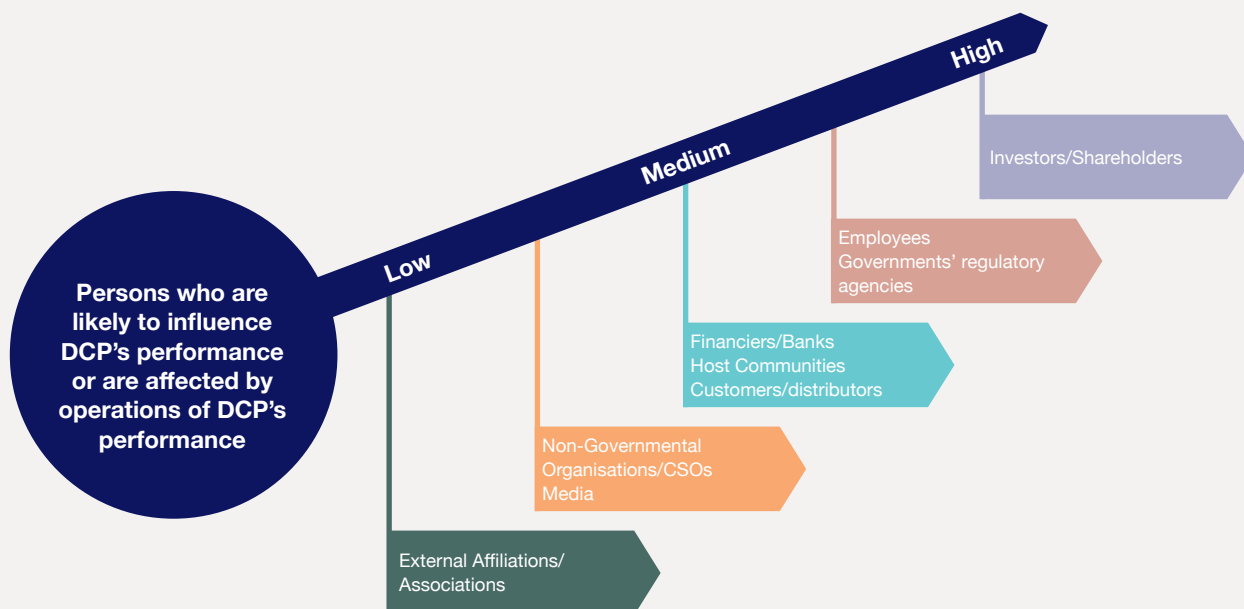 High
Medium
Low
Persons who are
likely to influence
DCP's performance
or are affected by
operations of DCP's
performance
Investors/Shareholders
Employees
Governments' regulatory
agencies
Financiers/Banks
Host Communities
Customers/distributors
Non-Governmental
Organisations/CSOs
Media
External Affiliations/
Associations